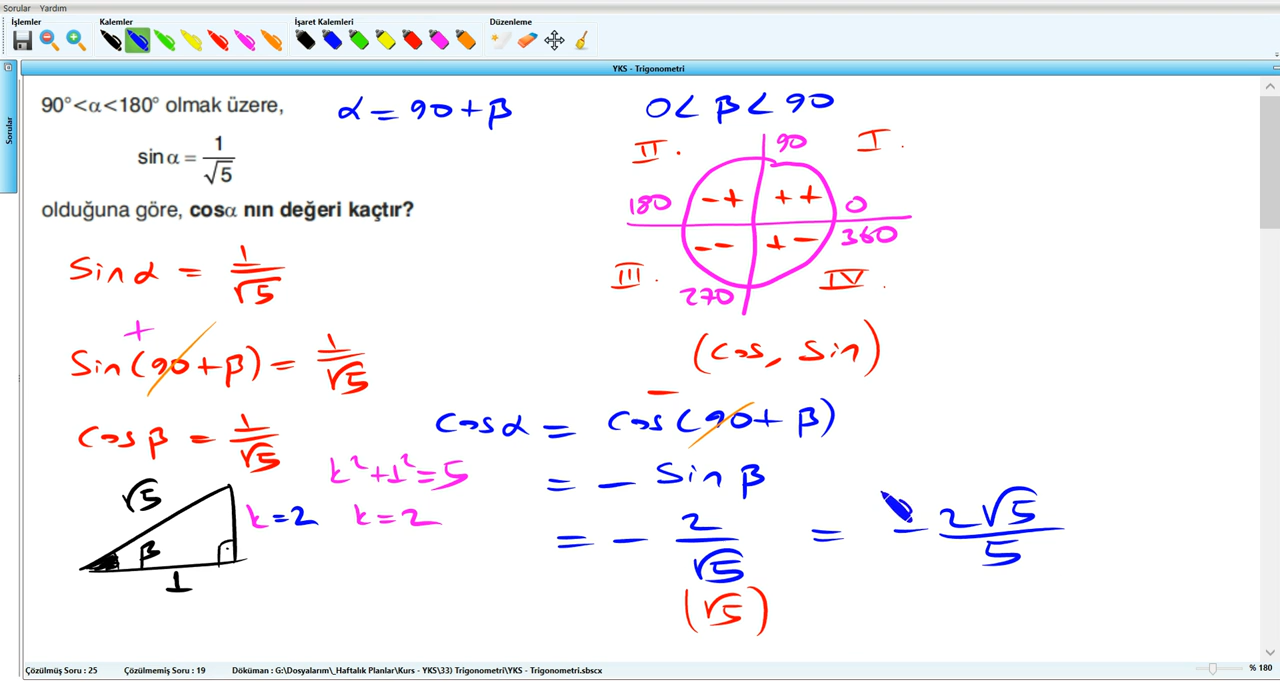 Sorular Yardım
İşlemler Kalemler İşaret Kalemleri Düzenleme
YKS - Trigonometri
Sorular
90°<α<180° olmak üzere,
sinα = 1/√5
olduğuna göre, cosα nın değeri kaçtır?
α = 90 + β
0 < β < 90
II. 90 I.
- + + +
180 0
360
- - + -
III. 270 IV.
(cos, sin)
Sinα = 1/√5
+
Sin(90+β) = 1/√5
Cosβ = 1/√5
√5
k=2
β
1
k²+1²=5
k=2
-
Cosα = Cos(90+β)
= - Sinβ
= - 2/√5 = - 2√5/5
(√5)
Çözülmüş Soru : 25 Çözülmemiş Soru : 19 Döküman : G:\Dosyalarım\_Haftalık Planlar\Kurs - YKS\33) Trigonometri\YKS - Trigonometri.sbscx % 180